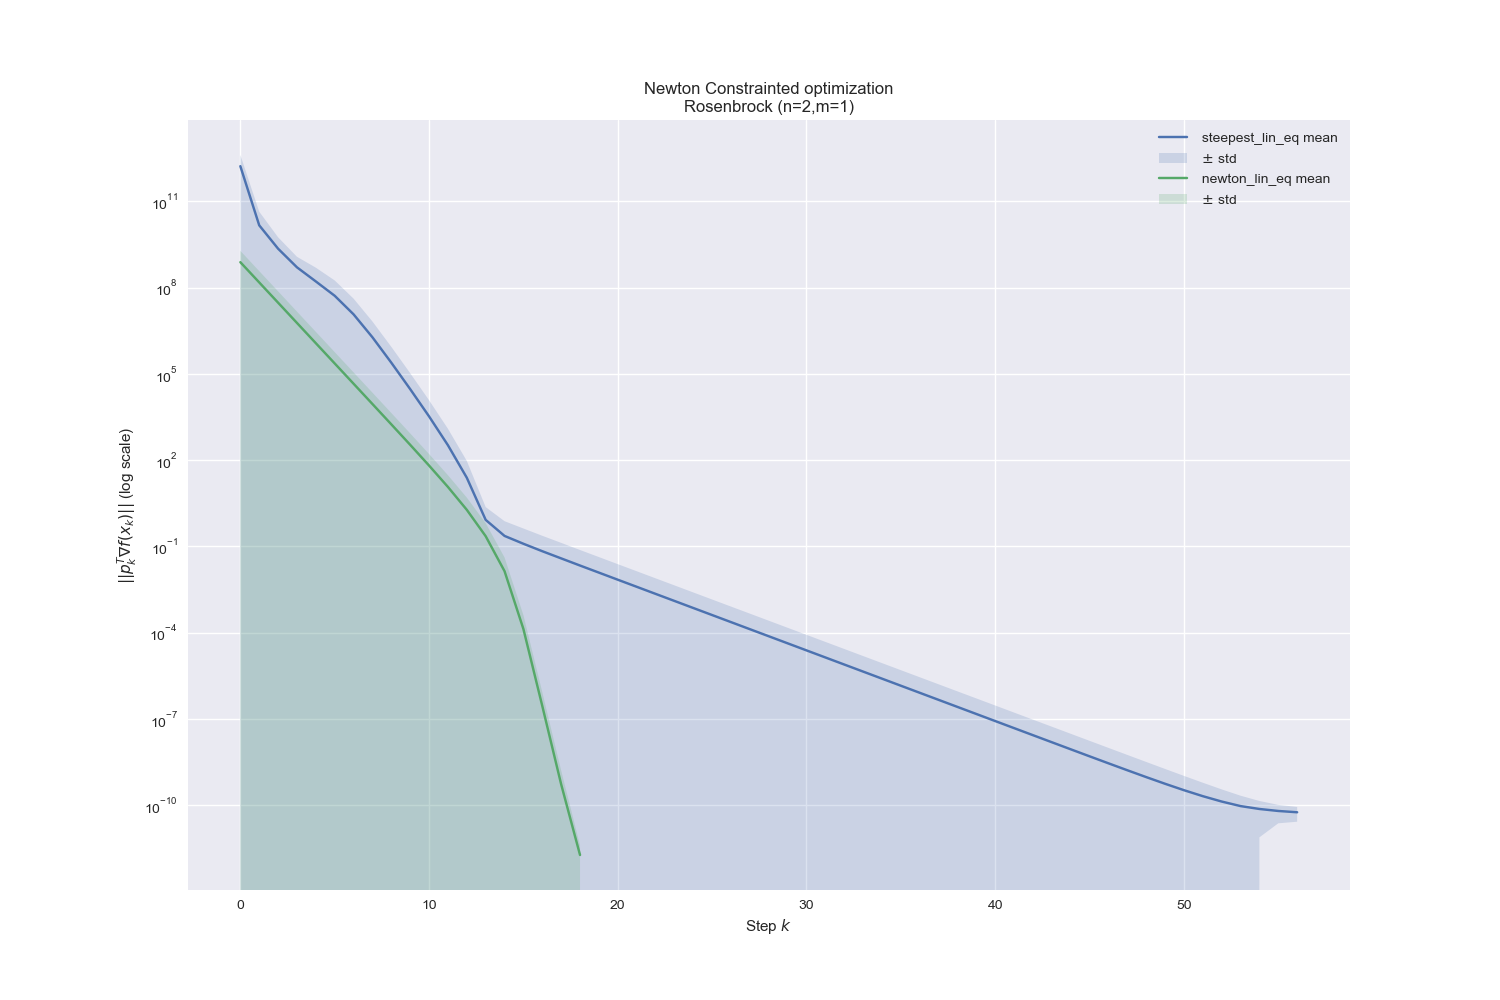 Newton Constrainted optimization
Rosenbrock (n=2,m=1)
steepest_lin_eq mean
± std
newton_lin_eq mean
± std
10^11
10^8
10^5
10^2
10^−1
10^−4
10^−7
10^−10
||p_k^T∇f(x_k)|| (log scale)
0 10 20 30 40 50
Step k